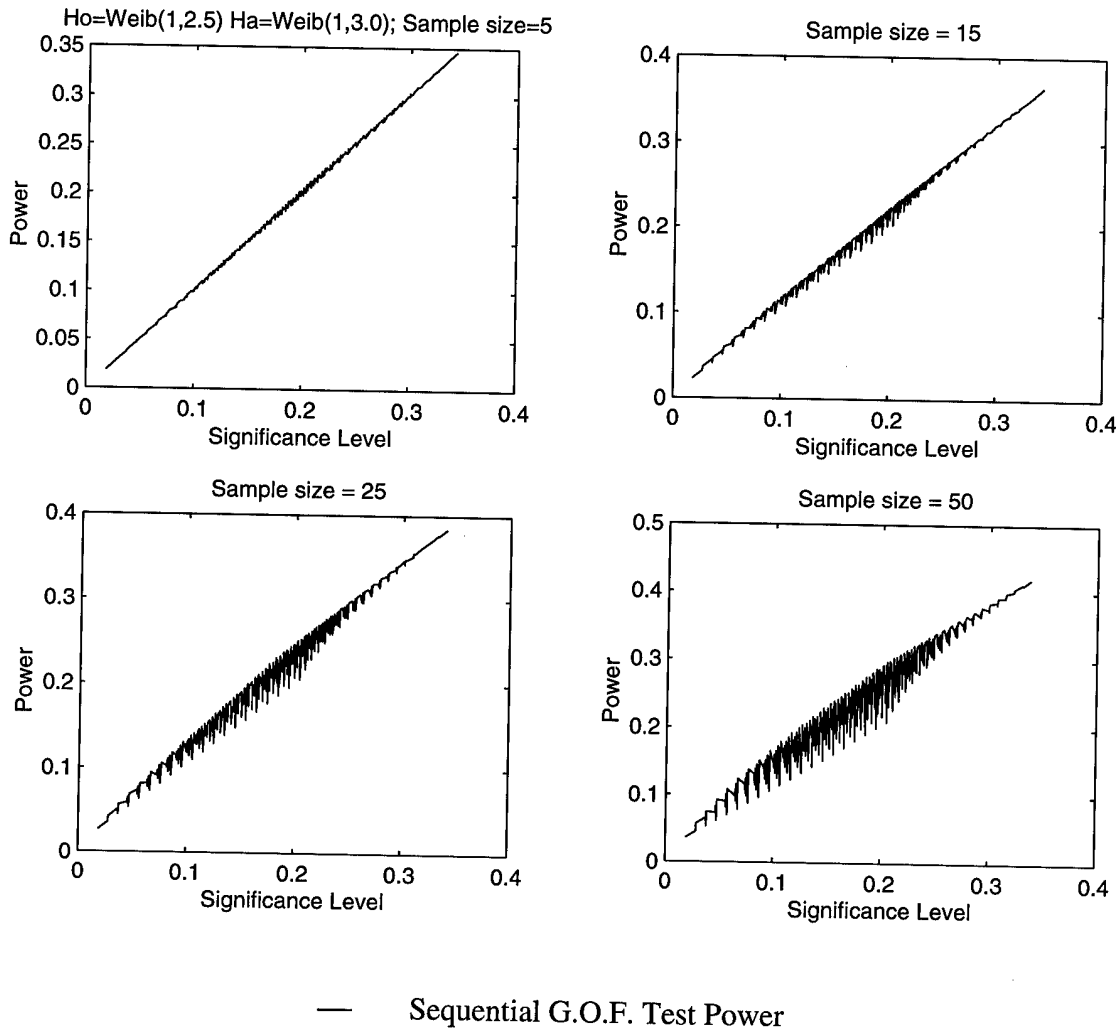 Ho=Weib(1,2.5) Ha=Weib(1,3.0); Sample size=5
0.35
0.3
0.25
0.2
0.15
0.1
0.05
0
Power
0 0.1 0.2 0.3 0.4
Significance Level
Sample size = 15
0.4
0.3
0.2
0.1
0
Power
0 0.1 0.2 0.3 0.4
Significance Level
Sample size = 25
0.4
0.3
0.2
0.1
0
Power
0 0.1 0.2 0.3 0.4
Significance Level
Sample size = 50
0.5
0.4
0.3
0.2
0.1
0
Power
0 0.1 0.2 0.3 0.4
Significance Level
Sequential G.O.F. Test Power